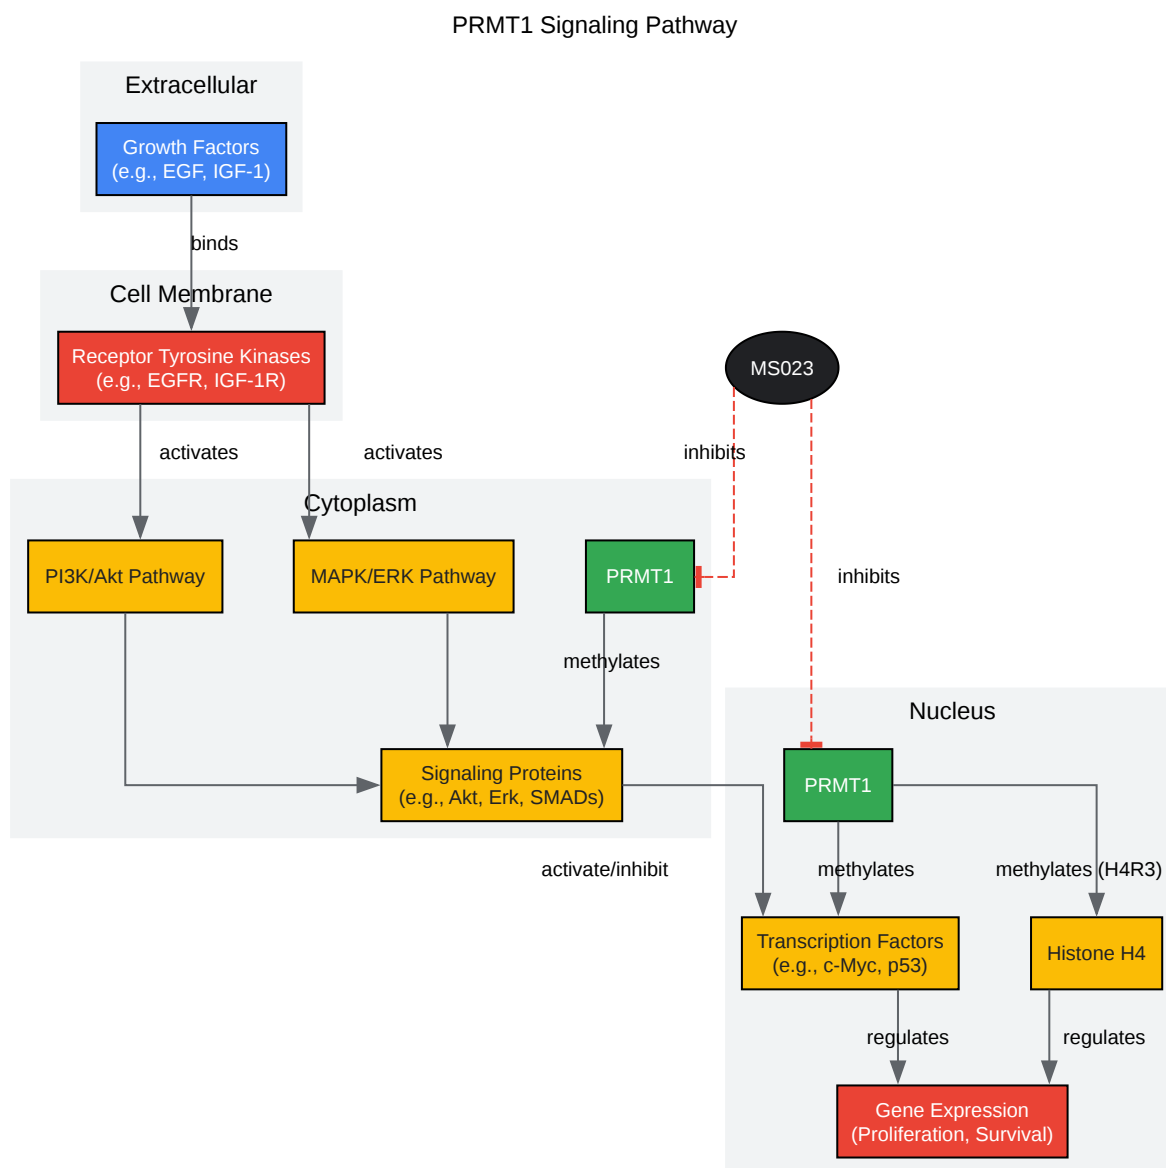 PRMT1 Signaling Pathway
Extracellular
Growth Factors
(e.g., EGF, IGF-1)
binds
Cell Membrane
Receptor Tyrosine Kinases
(e.g., EGFR, IGF-1R)
MS023
activates
activates
inhibits
Cytoplasm
PI3K/Akt Pathway
MAPK/ERK Pathway
PRMT1
inhibits
methylates
Nucleus
Signaling Proteins
(e.g., Akt, Erk, SMADs)
PRMT1
activate/inhibit
methylates
methylates (H4R3)
Transcription Factors
(e.g., c-Myc, p53)
Histone H4
regulates
regulates
Gene Expression
(Proliferation, Survival)